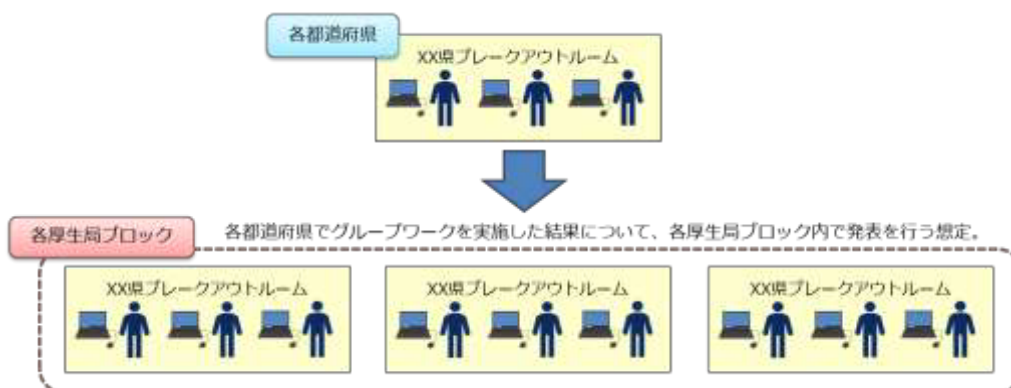 各都道府県
XX県ブレークアウトルーム
各厚生局ブロック
各都道府県でグループワークを実施した結果について、各厚生局ブロック内で発表を行う想定。
XX県ブレークアウトルーム
XX県ブレークアウトルーム
XX県ブレークアウトルーム